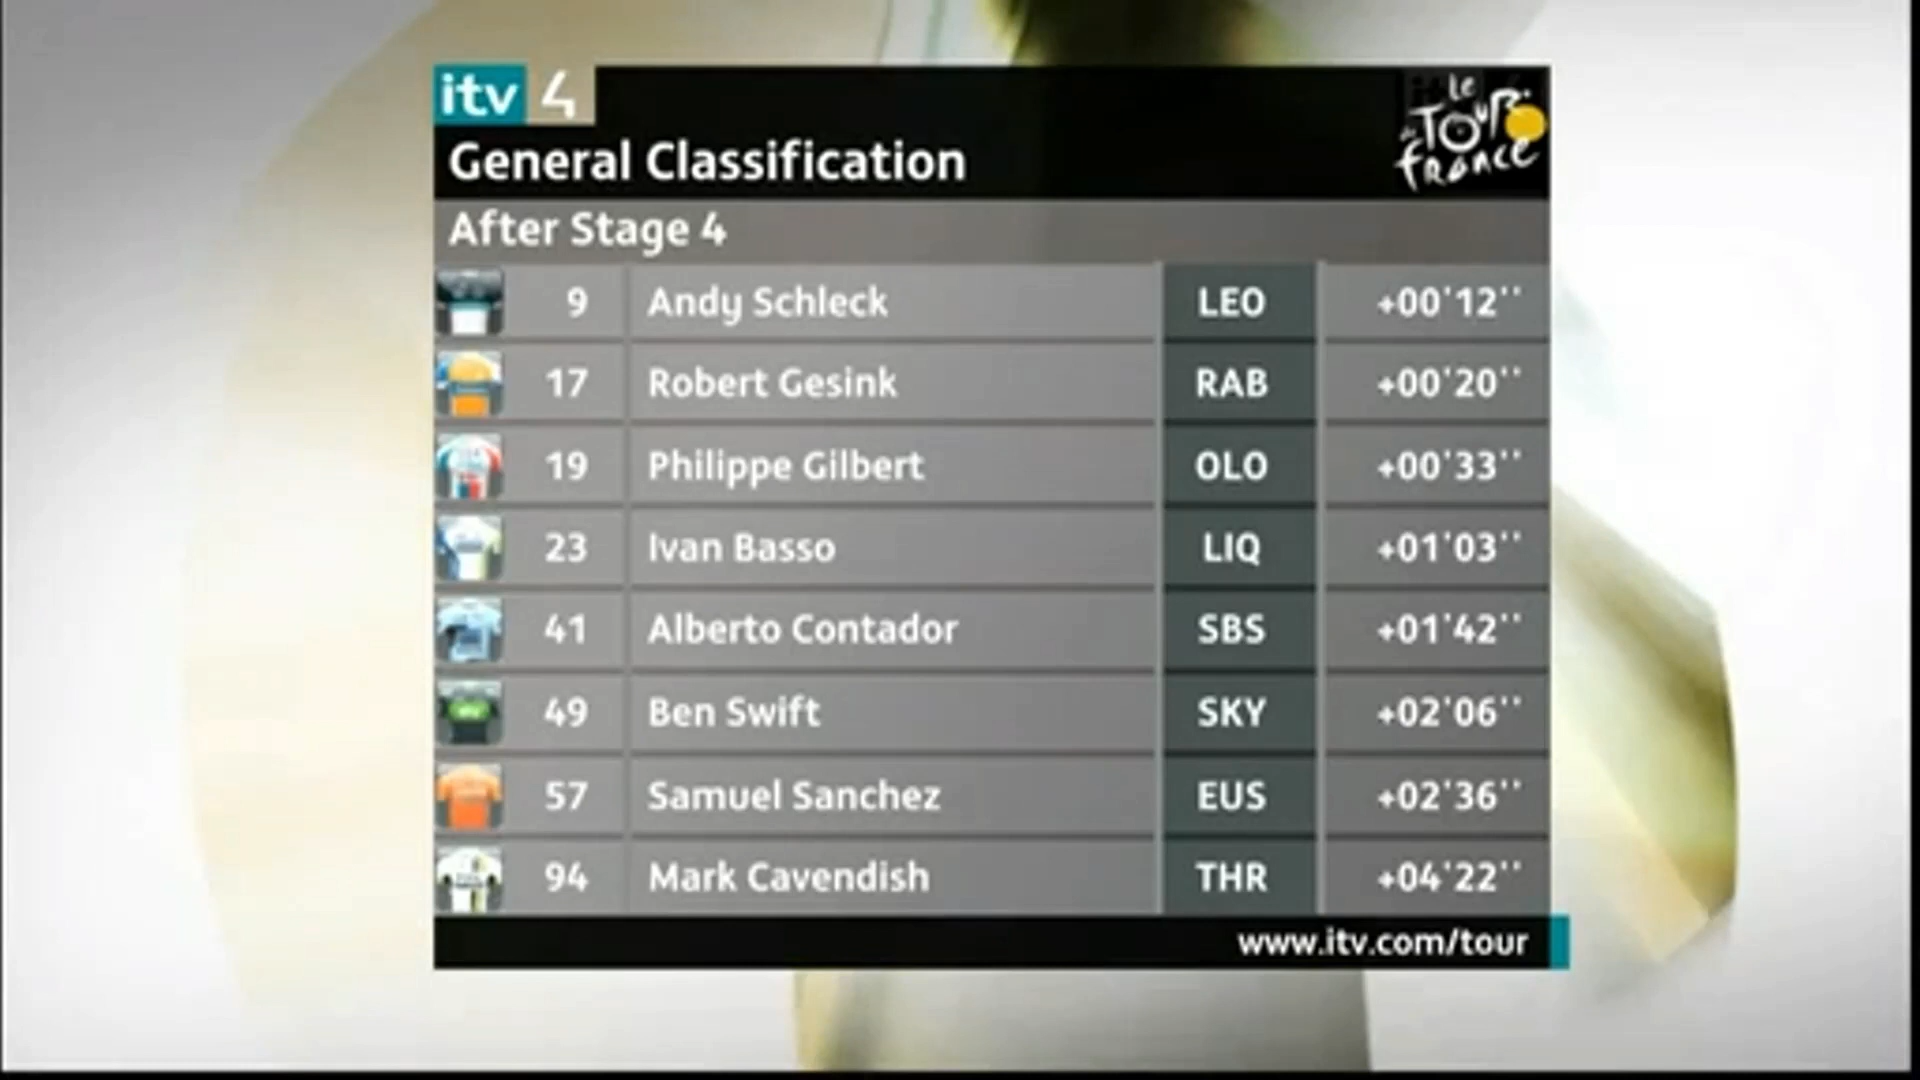 itv 4
Le Tour de France
General Classification
After Stage 4
9 Andy Schleck LEO +00'12''
17 Robert Gesink RAB +00'20''
19 Philippe Gilbert OLO +00'33''
23 Ivan Basso LIQ +01'03''
41 Alberto Contador SBS +01'42''
49 Ben Swift SKY +02'06''
57 Samuel Sanchez EUS +02'36''
94 Mark Cavendish THR +04'22''
www.itv.com/tour